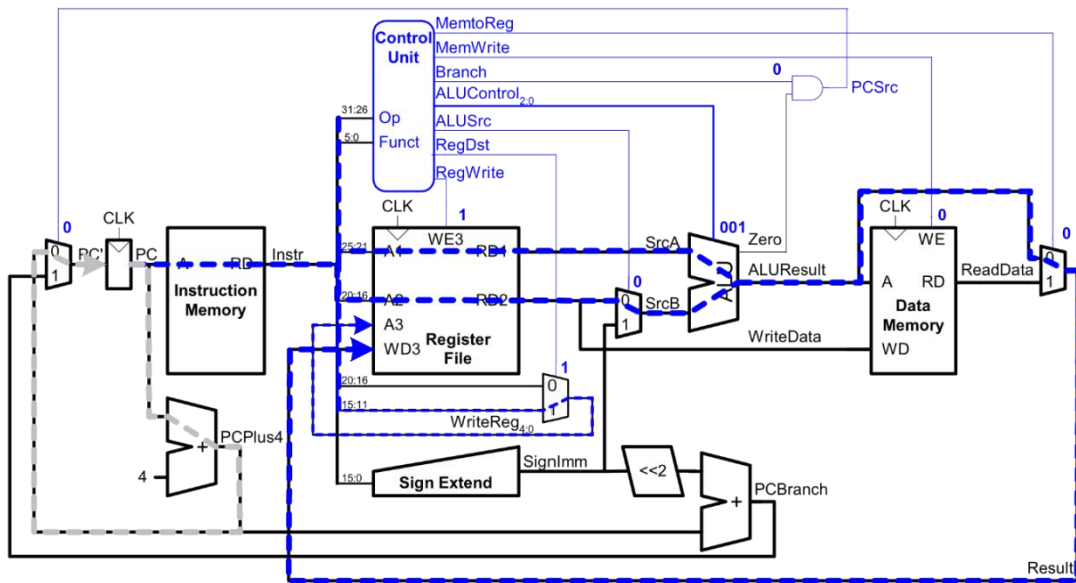 MemtoReg
Control
Unit
MemWrite
Branch
0
ALUControl2:0
PCSrc
31:26
Op
ALUSrc
5:0
Funct
RegDst
RegWrite
0
CLK
CLK
1
001
CLK
0
0
WE3
Zero
WE
0
PC'
PC
A
RD
Instr
25:21
A1
RD1
SrcA
0
0
1
ALU
ALUResult
A
RD
ReadData
1
Instruction
Memory
20:16
A2
RD2
0
SrcB
1
A3
Data
Memory
Register
File
WriteData
WD3
WD
1
20:16
0
15:11
1
WriteReg4:0
PCPlus4
+
4
SignImm
<<2
15:0
Sign Extend
+
PCBranch
Result